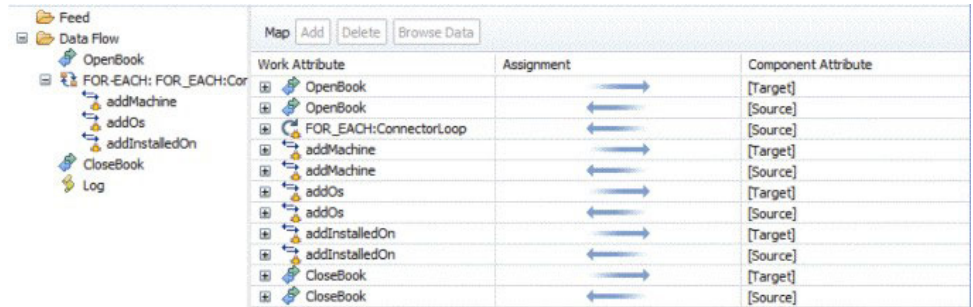 Feed
Data Flow
OpenBook
FOR-EACH: FOR_EACH:Cor
addMachine
addOs
addInstalledOn
CloseBook
Log
Map Add Delete Browse Data
Work Attribute Assignment Component Attribute
OpenBook [Target]
OpenBook [Source]
FOR_EACH:ConnectorLoop [Source]
addMachine [Target]
addMachine [Source]
addOs [Target]
addOs [Source]
addInstalledOn [Target]
addInstalledOn [Source]
CloseBook [Target]
CloseBook [Source]